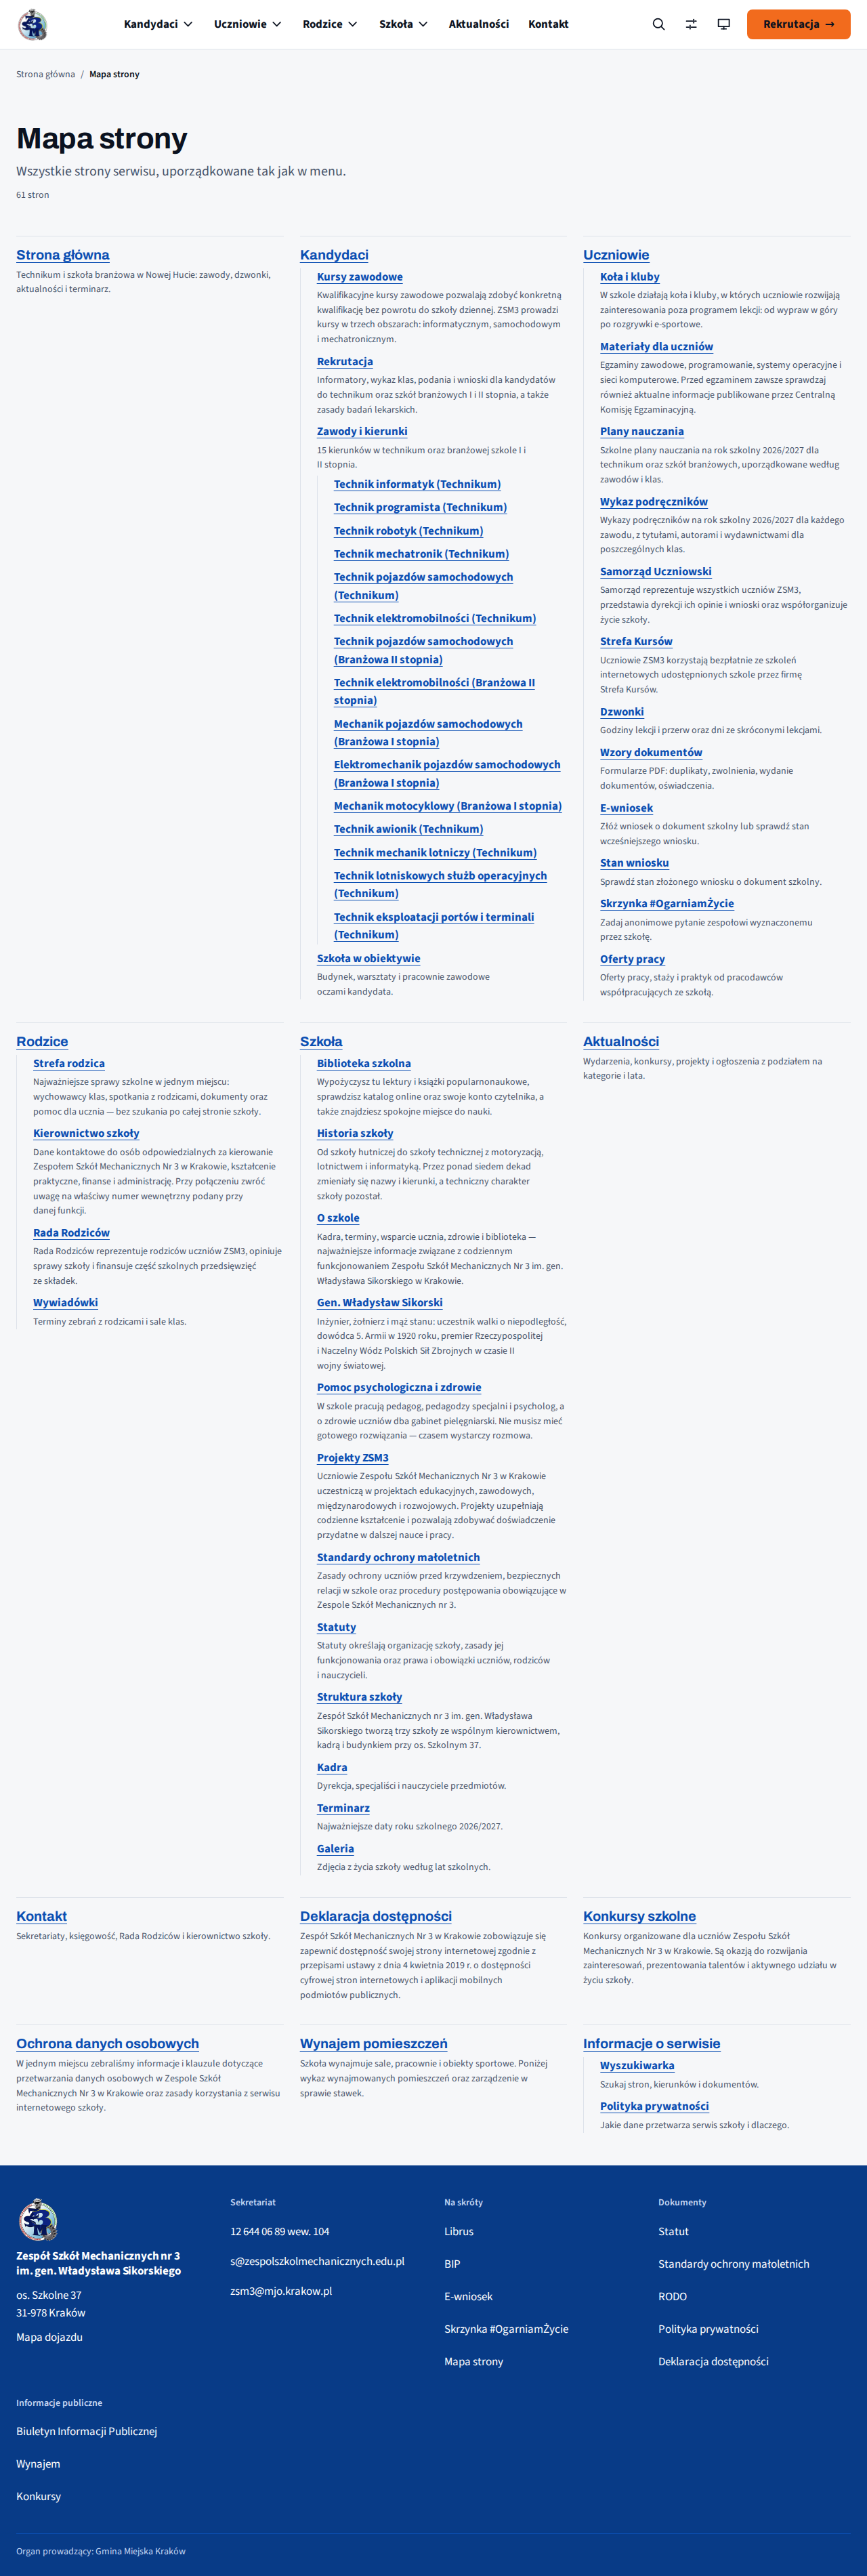 Kandydaci
Uczniowie
Rodzice
Szkoła
Aktualności
Kontakt
Rekrutacja →
Strona główna / Mapa strony
Mapa strony
Wszystkie strony serwisu, uporządkowane tak jak w menu.
61 stron
Strona główna
Technikum i szkoła branżowa w Nowej Hucie: zawody, dzwonki,
aktualności i terminarz.
Kandydaci
Kursy zawodowe
Kwalifikacyjne kursy zawodowe pozwalają zdobyć konkretną
kwalifikację bez powrotu do szkoły dziennej. ZSM3 prowadzi
kursy w trzech obszarach: informatycznym, samochodowym
i mechatronicznym.
Rekrutacja
Informatory, wykaz klas, podania i wnioski dla kandydatów
do technikum oraz szkół branżowych I i II stopnia, a także
zasady badań lekarskich.
Zawody i kierunki
15 kierunków w technikum oraz branżowej szkole I i
II stopnia.
Technik informatyk (Technikum)
Technik programista (Technikum)
Technik robotyk (Technikum)
Technik mechatronik (Technikum)
Technik pojazdów samochodowych
(Technikum)
Technik elektromobilności (Technikum)
Technik pojazdów samochodowych
(Branżowa II stopnia)
Technik elektromobilności (Branżowa II
stopnia)
Mechanik pojazdów samochodowych
(Branżowa I stopnia)
Elektromechanik pojazdów samochodowych
(Branżowa I stopnia)
Mechanik motocyklowy (Branżowa I stopnia)
Technik awionik (Technikum)
Technik mechanik lotniczy (Technikum)
Technik lotniskowych służb operacyjnych
(Technikum)
Technik eksploatacji portów i terminali
(Technikum)
Szkoła w obiektywie
Budynek, warsztaty i pracownie zawodowe
oczami kandydata.
Uczniowie
Koła i kluby
W szkole działają koła i kluby, w których uczniowie rozwijają
zainteresowania poza programem lekcji: od wypraw w góry
po rozgrywki e-sportowe.
Materiały dla uczniów
Egzaminy zawodowe, programowanie, systemy operacyjne i
sieci komputerowe. Przed egzaminem zawsze sprawdzaj
również aktualne informacje publikowane przez Centralną
Komisję Egzaminacyjną.
Plany nauczania
Szkolne plany nauczania na rok szkolny 2026/2027 dla
technikum oraz szkół branżowych, uporządkowane według
zawodów i klas.
Wykaz podręczników
Wykazy podręczników na rok szkolny 2026/2027 dla każdego
zawodu, z tytułami, autorami i wydawnictwami dla
poszczególnych klas.
Samorząd Uczniowski
Samorząd reprezentuje wszystkich uczniów ZSM3,
przedstawia dyrekcji ich opinie i wnioski oraz współorganizuje
życie szkoły.
Strefa Kursów
Uczniowie ZSM3 korzystają bezpłatnie ze szkoleń
internetowych udostępnionych szkole przez firmę
Strefa Kursów.
Dzwonki
Godziny lekcji i przerw oraz dni ze skróconymi lekcjami.
Wzory dokumentów
Formularze PDF: duplikaty, zwolnienia, wydanie
dokumentów, oświadczenia.
E-wniosek
Złóż wniosek o dokument szkolny lub sprawdź stan
wcześniejszego wniosku.
Stan wniosku
Sprawdź stan złożonego wniosku o dokument szkolny.
Skrzynka #OgarniamŻycie
Zadaj anonimowe pytanie zespołowi wyznaczonemu
przez szkołę.
Oferty pracy
Oferty pracy, staży i praktyk od pracodawców
współpracujących ze szkołą.
Rodzice
Strefa rodzica
Najważniejsze sprawy szkolne w jednym miejscu:
wychowawcy klas, spotkania z rodzicami, dokumenty oraz
pomoc dla ucznia — bez szukania po całej stronie szkoły.
Kierownictwo szkoły
Dane kontaktowe do osób odpowiedzialnych za kierowanie
Zespołem Szkół Mechanicznych Nr 3 w Krakowie, kształcenie
praktyczne, finanse i administrację. Przy połączeniu zwróć
uwagę na właściwy numer wewnętrzny podany przy
danej funkcji.
Rada Rodziców
Rada Rodziców reprezentuje rodziców uczniów ZSM3, opiniuje
sprawy szkoły i finansuje część szkolnych przedsięwzięć
ze składek.
Wywiadówki
Terminy zebrań z rodzicami i sale klas.
Szkoła
Biblioteka szkolna
Wypożyczysz tu lektury i książki popularnonaukowe,
sprawdzisz katalog online oraz swoje konto czytelnika, a
także znajdziesz spokojne miejsce do nauki.
Historia szkoły
Od szkoły hutniczej do szkoły technicznej z motoryzacją,
lotnictwem i informatyką. Przez ponad siedem dekad
zmieniały się nazwy i kierunki, a techniczny charakter
szkoły pozostał.
O szkole
Kadra, terminy, wsparcie ucznia, zdrowie i biblioteka —
najważniejsze informacje związane z codziennym
funkcjonowaniem Zespołu Szkół Mechanicznych Nr 3 im. gen.
Władysława Sikorskiego w Krakowie.
Gen. Władysław Sikorski
Inżynier, żołnierz i mąż stanu: uczestnik walki o niepodległość,
dowódca 5. Armii w 1920 roku, premier Rzeczypospolitej
i Naczelny Wódz Polskich Sił Zbrojnych w czasie II
wojny światowej.
Pomoc psychologiczna i zdrowie
W szkole pracują pedagog, pedagodzy specjalni i psycholog, a
o zdrowie uczniów dba gabinet pielęgniarski. Nie musisz mieć
gotowego rozwiązania — czasem wystarczy rozmowa.
Projekty ZSM3
Uczniowie Zespołu Szkół Mechanicznych Nr 3 w Krakowie
uczestniczą w projektach edukacyjnych, zawodowych,
międzynarodowych i rozwojowych. Projekty uzupełniają
codzienne kształcenie i pozwalają zdobywać doświadczenie
przydatne w dalszej nauce i pracy.
Standardy ochrony małoletnich
Zasady ochrony uczniów przed krzywdzeniem, bezpiecznych
relacji w szkole oraz procedury postępowania obowiązujące w
Zespole Szkół Mechanicznych nr 3.
Statuty
Statuty określają organizację szkoły, zasady jej
funkcjonowania oraz prawa i obowiązki uczniów, rodziców
i nauczycieli.
Struktura szkoły
Zespół Szkół Mechanicznych nr 3 im. gen. Władysława
Sikorskiego tworzą trzy szkoły ze wspólnym kierownictwem,
kadrą i budynkiem przy os. Szkolnym 37.
Kadra
Dyrekcja, specjaliści i nauczyciele przedmiotów.
Terminarz
Najważniejsze daty roku szkolnego 2026/2027.
Galeria
Zdjęcia z życia szkoły według lat szkolnych.
Aktualności
Wydarzenia, konkursy, projekty i ogłoszenia z podziałem na
kategorie i lata.
Kontakt
Sekretariaty, księgowość, Rada Rodziców i kierownictwo szkoły.
Deklaracja dostępności
Zespół Szkół Mechanicznych Nr 3 w Krakowie zobowiązuje się
zapewnić dostępność swojej strony internetowej zgodnie z
przepisami ustawy z dnia 4 kwietnia 2019 r. o dostępności
cyfrowej stron internetowych i aplikacji mobilnych
podmiotów publicznych.
Konkursy szkolne
Konkursy organizowane dla uczniów Zespołu Szkół
Mechanicznych Nr 3 w Krakowie. Są okazją do rozwijania
zainteresowań, prezentowania talentów i aktywnego udziału w
życiu szkoły.
Ochrona danych osobowych
W jednym miejscu zebraliśmy informacje i klauzule dotyczące
przetwarzania danych osobowych w Zespole Szkół
Mechanicznych Nr 3 w Krakowie oraz zasady korzystania z serwisu
internetowego szkoły.
Wynajem pomieszczeń
Szkoła wynajmuje sale, pracownie i obiekty sportowe. Poniżej
wykaz wynajmowanych pomieszczeń oraz zarządzenie w
sprawie stawek.
Informacje o serwisie
Wyszukiwarka
Szukaj stron, kierunków i dokumentów.
Polityka prywatności
Jakie dane przetwarza serwis szkoły i dlaczego.
Zespół Szkół Mechanicznych nr 3
im. gen. Władysława Sikorskiego
os. Szkolne 37
31-978 Kraków
Mapa dojazdu
Sekretariat
12 644 06 89 wew. 104
s@zespolszkolmechanicznych.edu.pl
zsm3@mjo.krakow.pl
Na skróty
Librus
BIP
E-wniosek
Skrzynka #OgarniamŻycie
Mapa strony
Dokumenty
Statut
Standardy ochrony małoletnich
RODO
Polityka prywatności
Deklaracja dostępności
Informacje publiczne
Biuletyn Informacji Publicznej
Wynajem
Konkursy
Organ prowadzący: Gmina Miejska Kraków